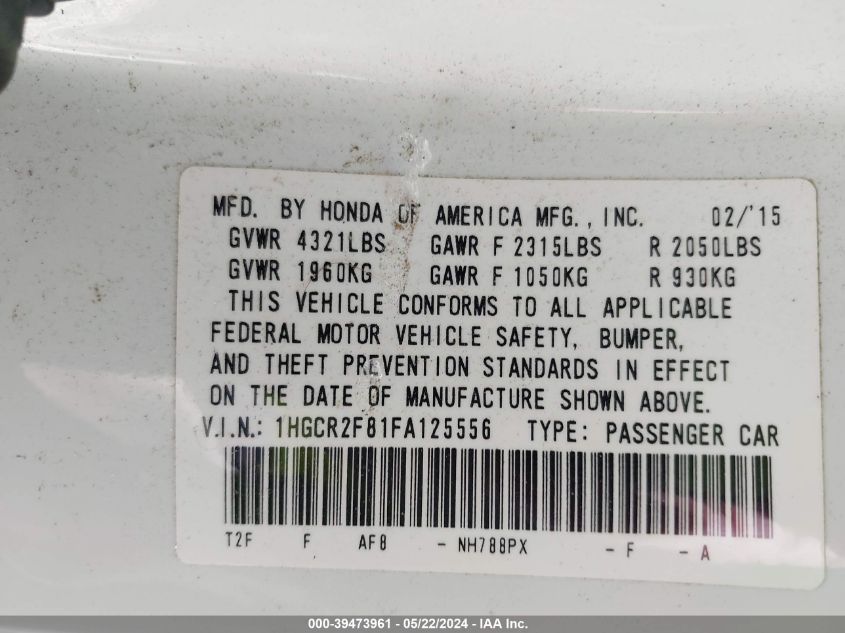 MFD. BY HONDA OF AMERICA MFG., INC. 02/'15
GVWR 4321LBS GAWR F 2315LBS R 2050LBS
GVWR 1960KG GAWR F 1050KG R 930KG
THIS VEHICLE CONFORMS TO ALL APPLICABLE
FEDERAL MOTOR VEHICLE SAFETY, BUMPER,
AND THEFT PREVENTION STANDARDS IN EFFECT
ON THE DATE OF MANUFACTURE SHOWN ABOVE.
V.I.N.: 1HGCR2F81FA125556 TYPE: PASSENGER CAR
T2F F AF8 - NH788PX - F - A
000-39473961 - 05/22/2024 - IAA Inc.